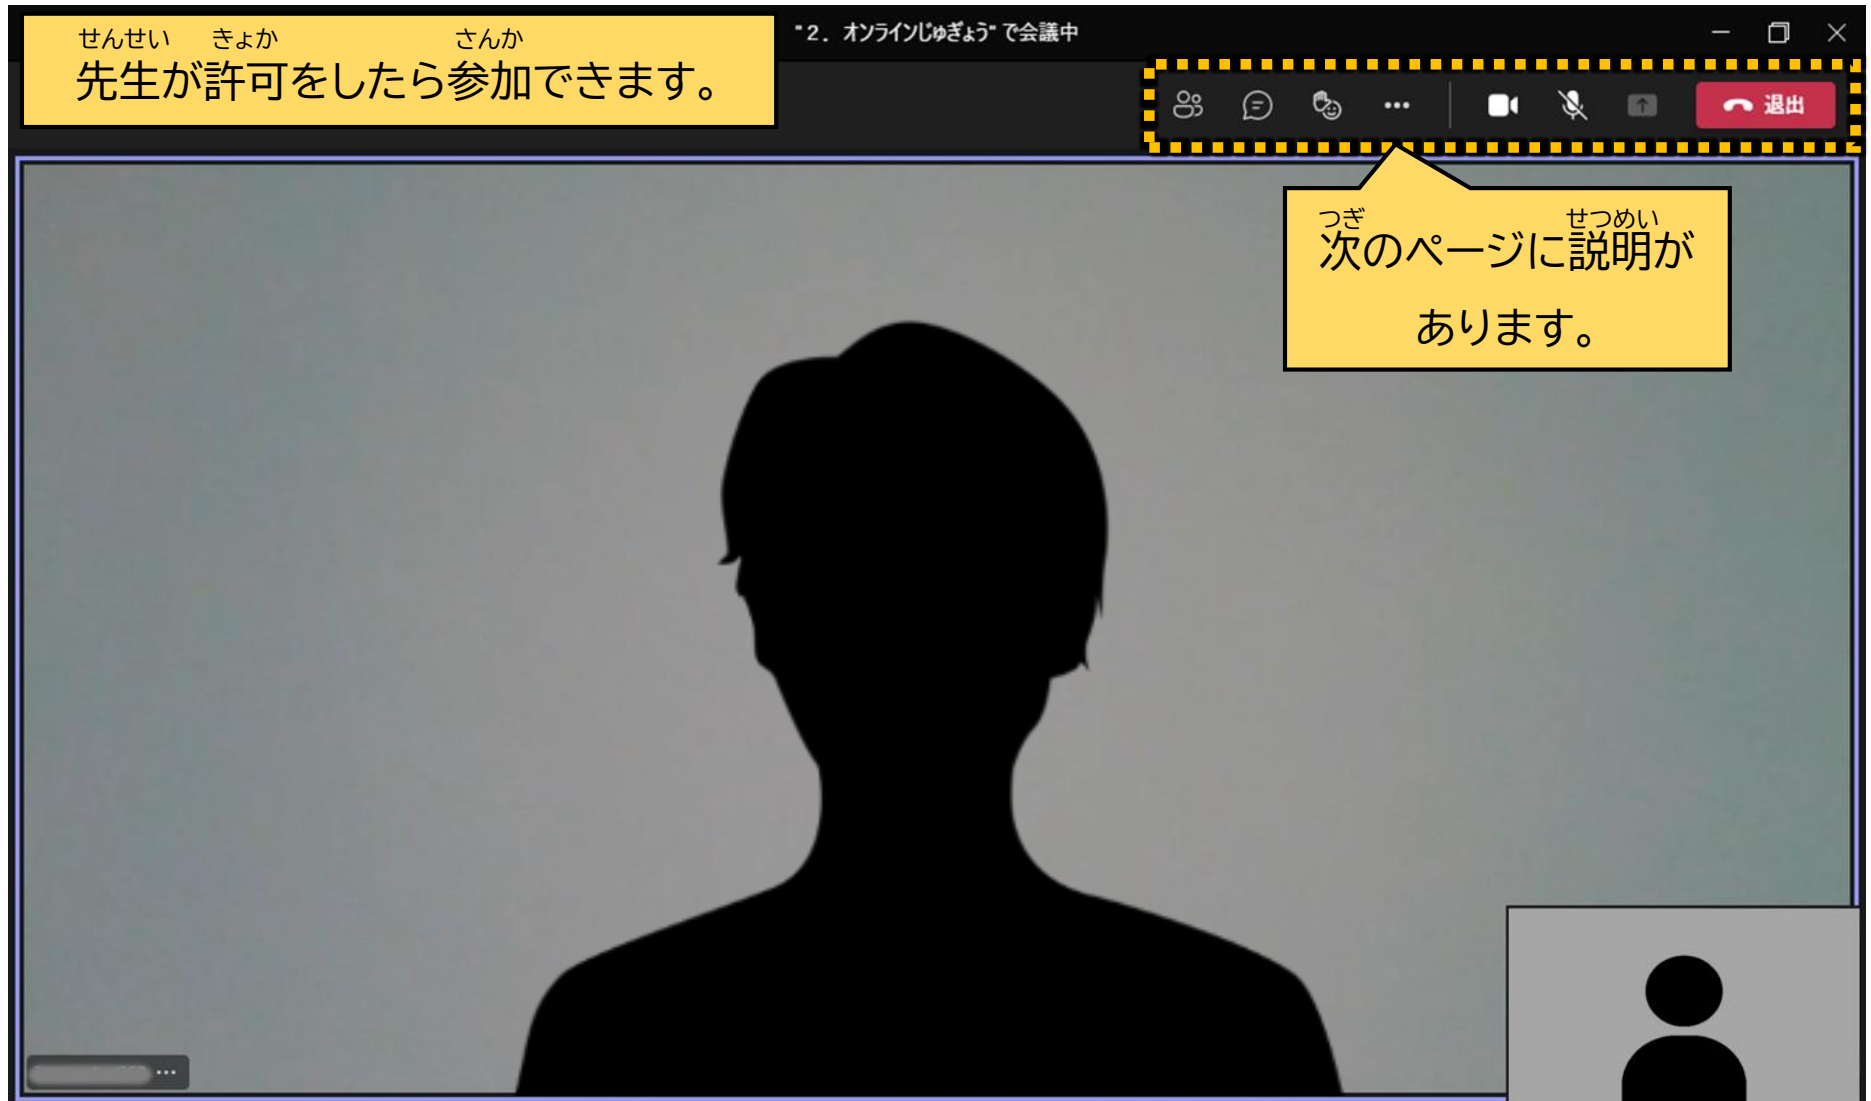 "2．オンラインじゅぎょう"で会議中
せんせい きょか さんか
先生が許可をしたら参加できます。
退出
つぎ せつめい
次のページに説明が
あります。